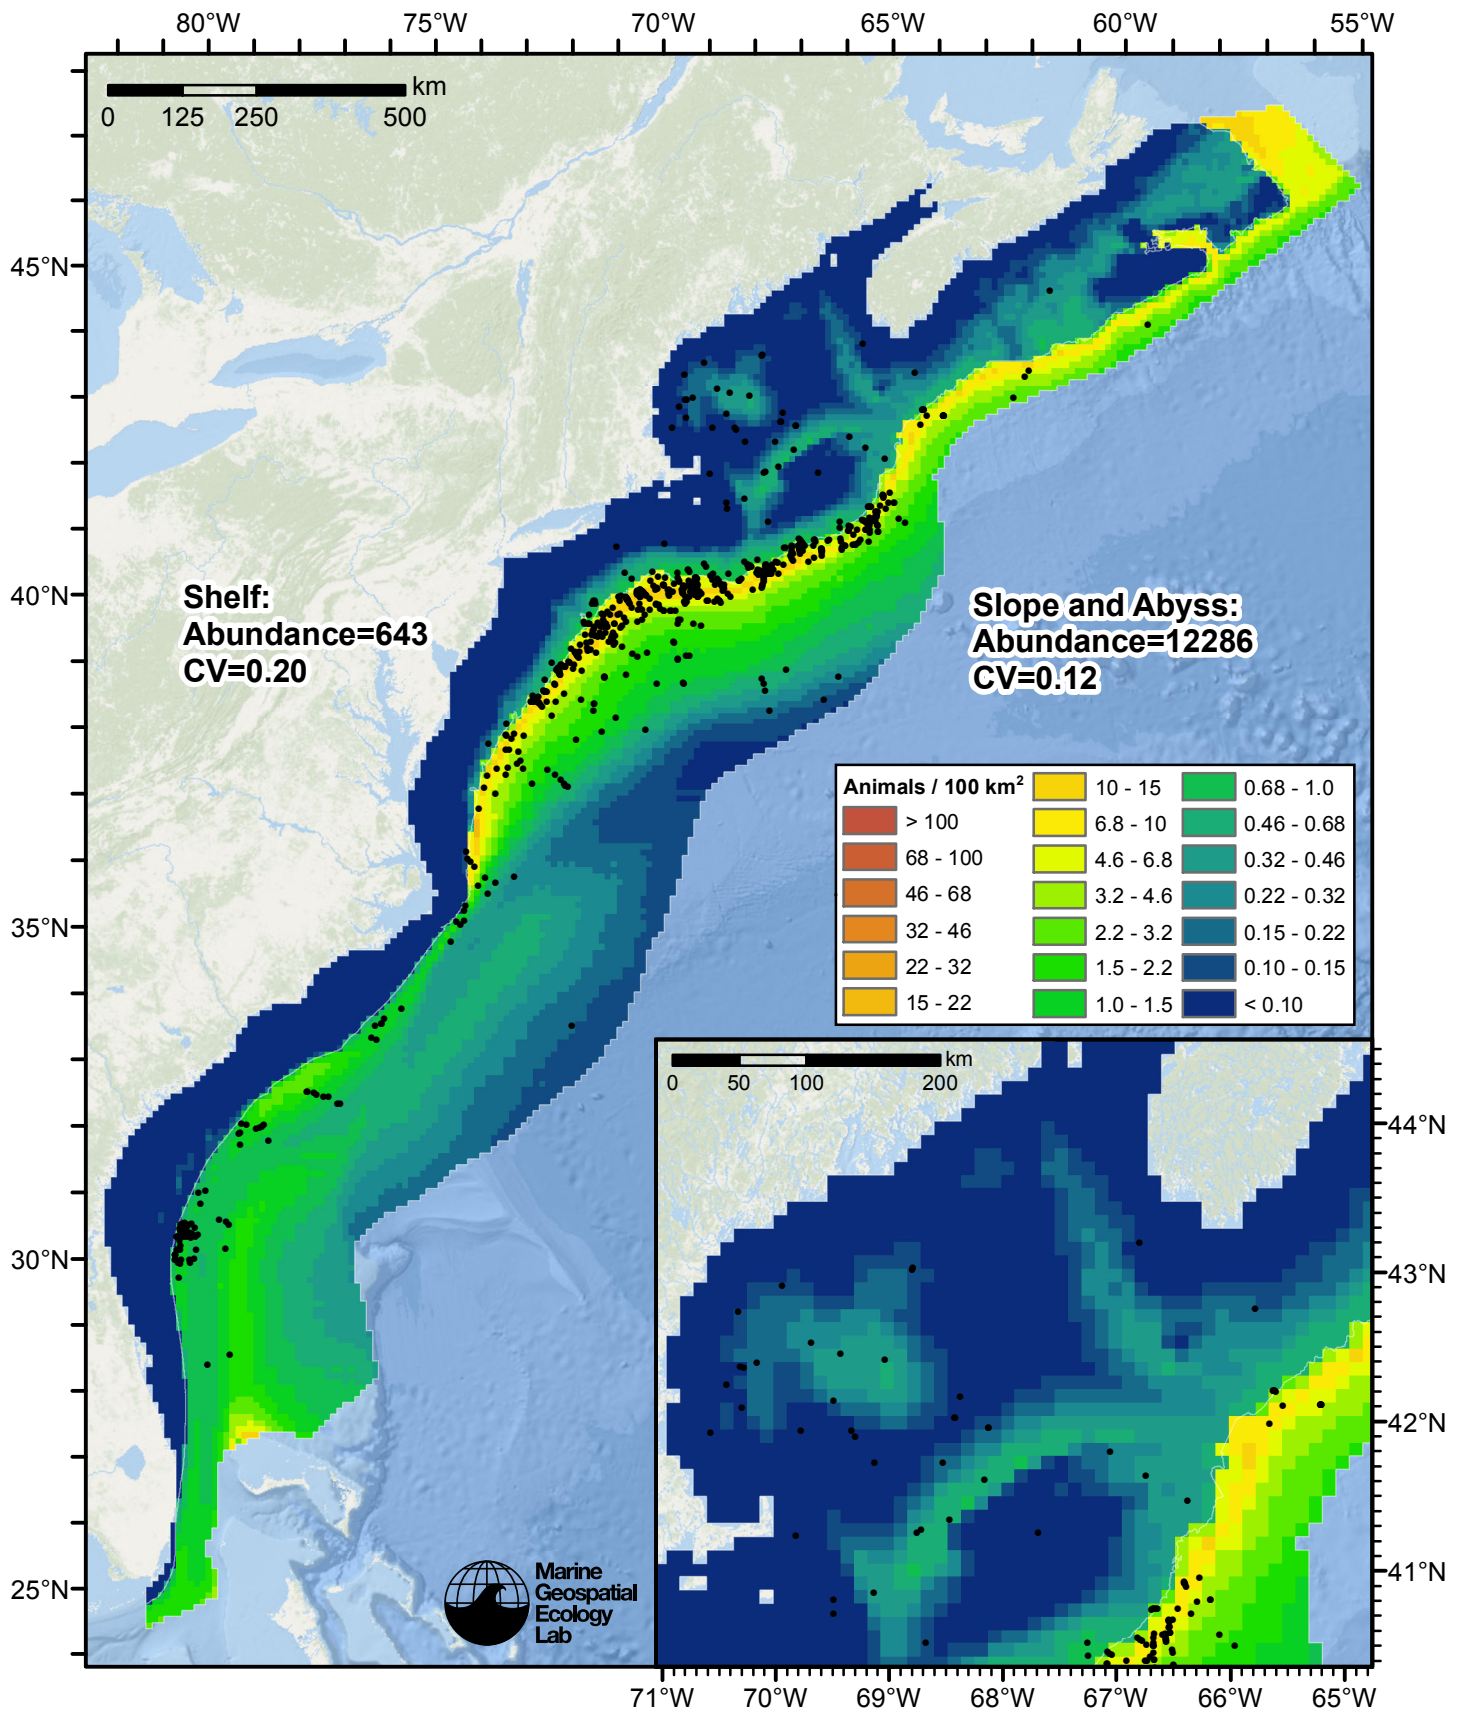 80°W 75°W 70°W 65°W 60°W 55°W
km
0 125 250 500
45°N
40°N
35°N
30°N
25°N
Shelf:
Abundance=643
CV=0.20
Slope and Abyss:
Abundance=12286
CV=0.12
Animals / 100 km²
> 100
68 - 100
46 - 68
32 - 46
22 - 32
15 - 22
10 - 15
6.8 - 10
4.6 - 6.8
3.2 - 4.6
2.2 - 3.2
1.5 - 2.2
1.0 - 1.5
0.68 - 1.0
0.46 - 0.68
0.32 - 0.46
0.22 - 0.32
0.15 - 0.22
0.10 - 0.15
< 0.10
km
0 50 100 200
44°N
43°N
42°N
41°N
Marine
Geospatial
Ecology
Lab
71°W 70°W 69°W 68°W 67°W 66°W 65°W